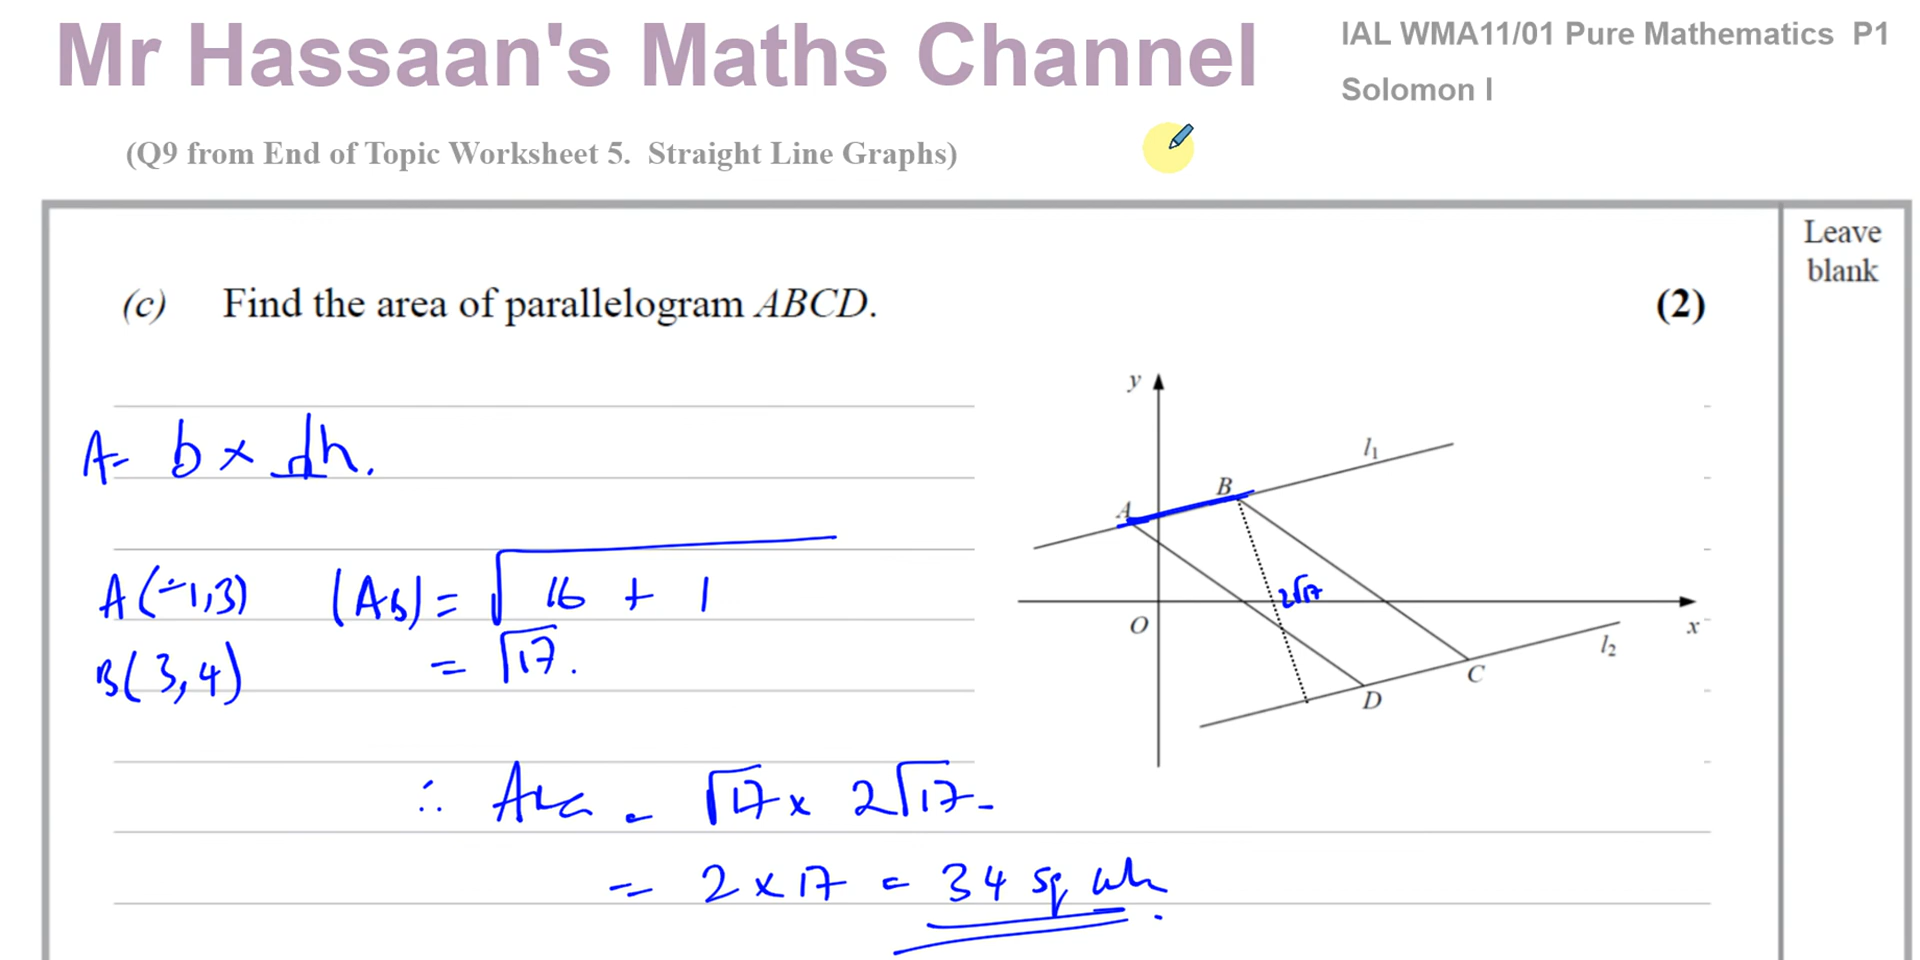 Mr Hassaan's Maths Channel
IAL WMA11/01 Pure Mathematics P1
Solomon I
(Q9 from End of Topic Worksheet 5. Straight Line Graphs)
Leave
blank
(c) Find the area of parallelogram ABCD.
(2)
A= b × ⊥h.
A(-1,3) |AB| = √16 + 1
B(3,4) = √17.
∴ Area = √17 × 2√17
= 2 × 17 = 34 sq
y
l₁
B
A
2√17
O
x
l₂
C
D